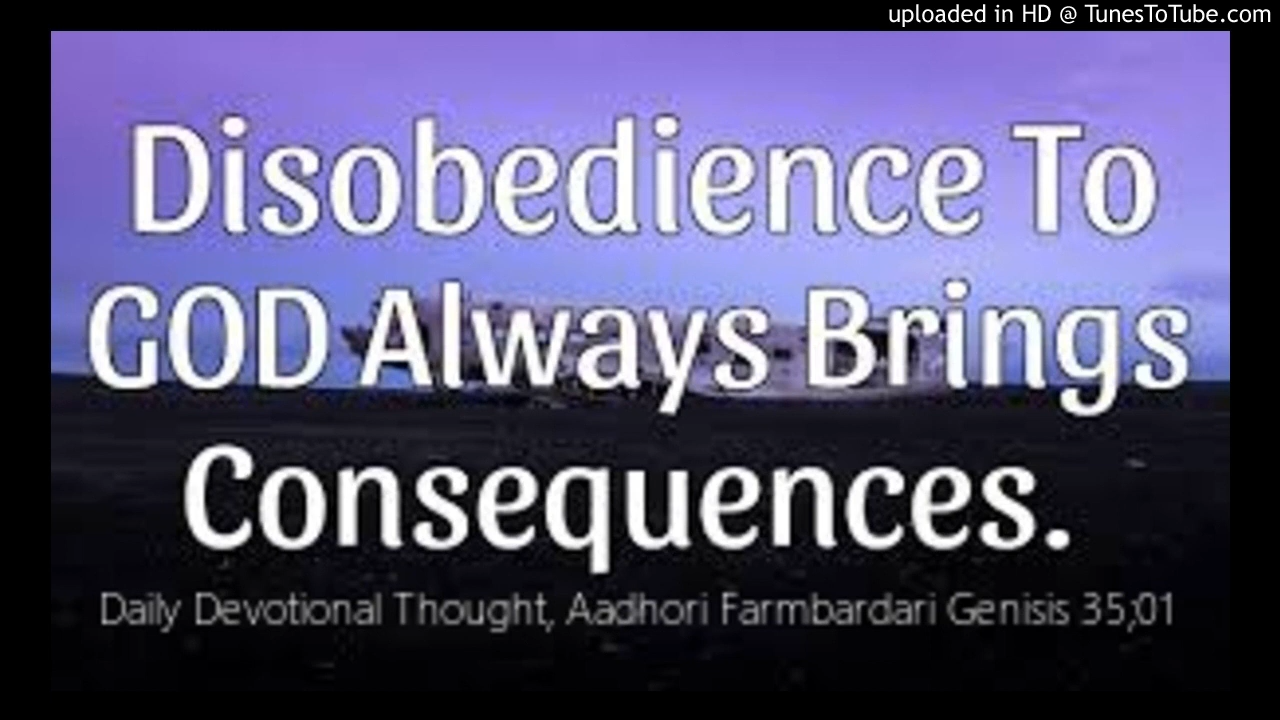 uploaded in HD @ TunesToTube.com
Disobedience To
GOD Always Brings
Consequences.
Daily Devotional Thought, Aadhori Farmbardari Genisis 35;01